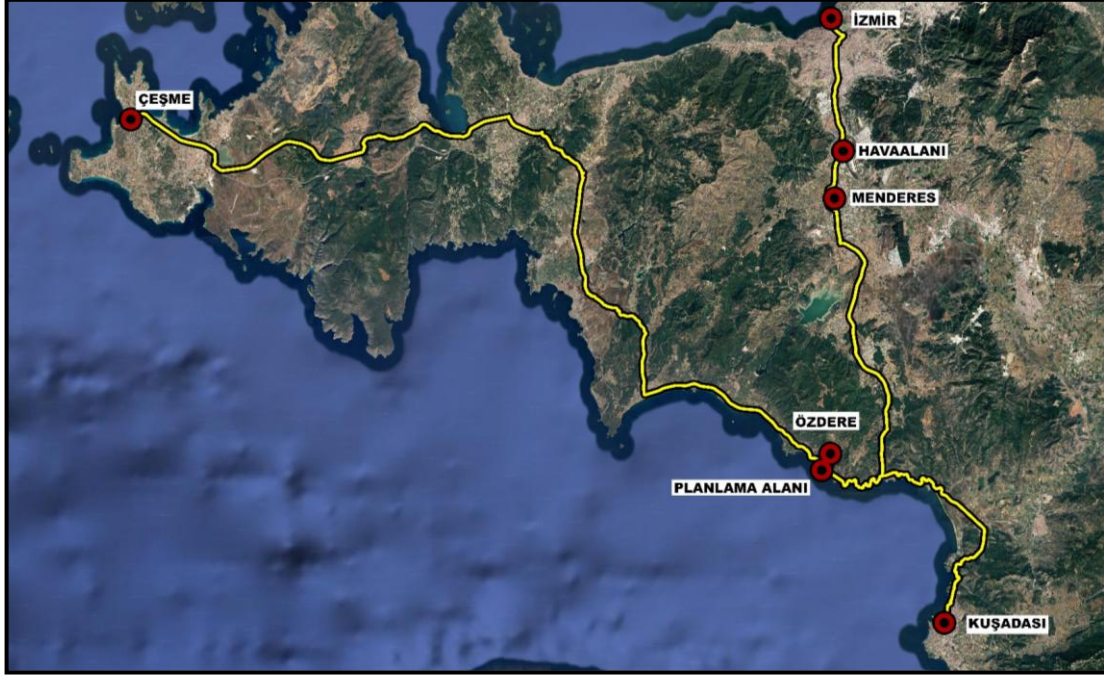 İZMİR
ÇEŞME
HAVAALANI
MENDERES
ÖZDERE
PLANLAMA ALANI
KUŞADASI